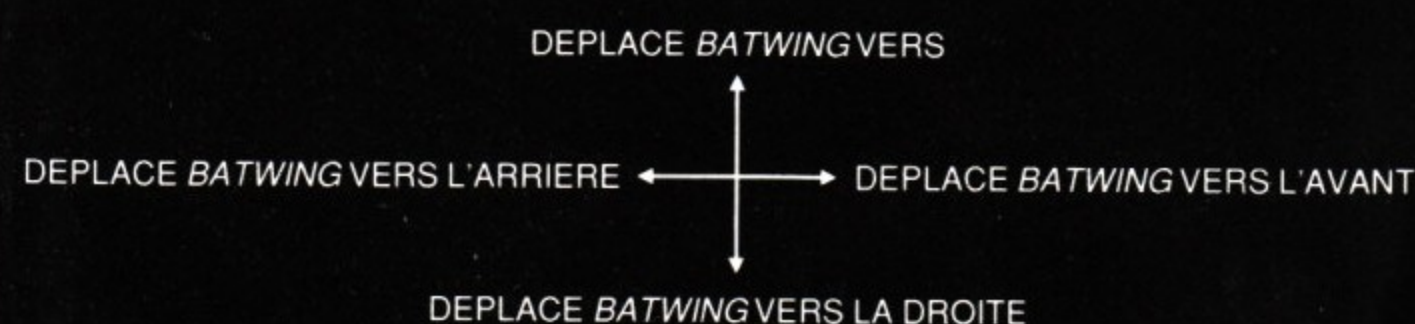 DEPLACE BATWING VERS
DEPLACE BATWING VERS L'ARRIERE
DEPLACE BATWING VERS L'AVANT
DEPLACE BATWING VERS LA DROITE